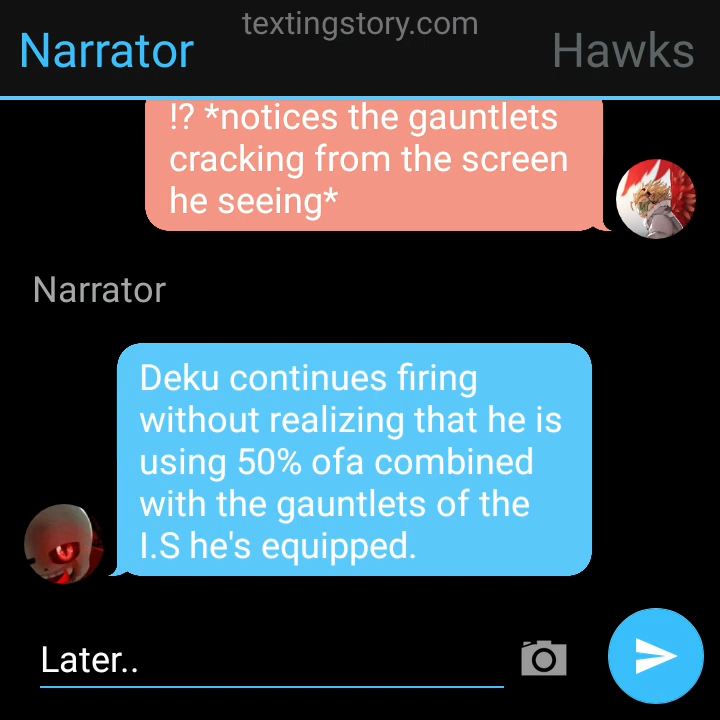 textingstory.com
Narrator
Hawks
!? *notices the gauntlets
cracking from the screen
he seeing*
Narrator
Deku continues firing
without realizing that he is
using 50% ofa combined
with the gauntlets of the
I.S he's equipped.
Later..